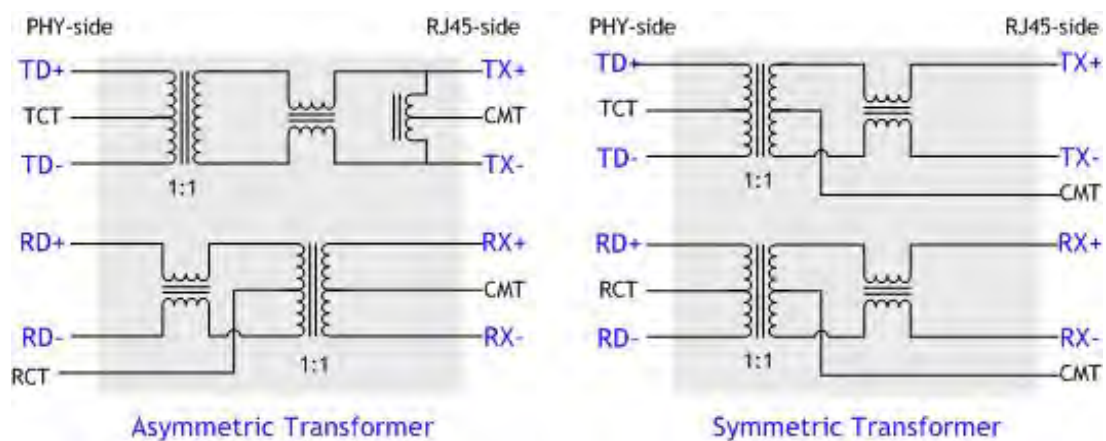 PHY-side
RJ45-side
TD+
TX+
TCT
CMT
TD-
TX-
1:1
RD+
RX+
CMT
RD-
RX-
RCT
1:1
Asymmetric Transformer
PHY-side
RJ45-side
TD+
TX+
TCT
TD-
TX-
1:1
CMT
RD+
RX+
RCT
RD-
RX-
1:1
CMT
Symmetric Transformer